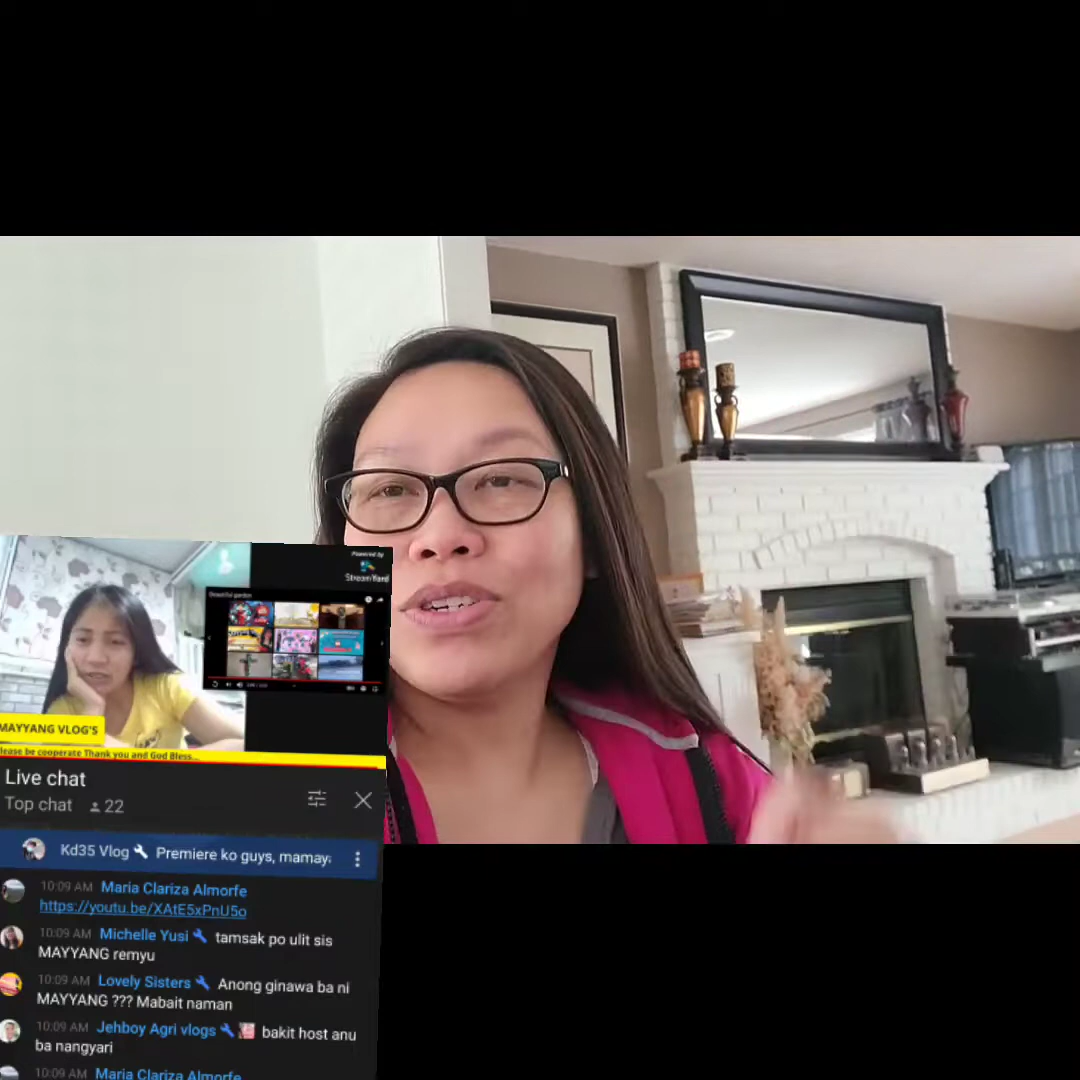 Powered by
StreamYard
Beautiful garden
MAYYANG VLOG'S
lease be cooperate Thank you and God Bless...
Live chat
Top chat 22
Kd35 Vlog Premiere ko guys, mamay
10:09 AM Maria Clariza Almorfe
https://youtu.be/XAtE5xPnU5o
10:09 AM Michelle Yusi tamsak po ulit sis
MAYYANG remyu
10:09 AM Lovely Sisters Anong ginawa ba ni
MAYYANG ??? Mabait naman
10:09 AM Jehboy Agri vlogs bakit host anu
ba nangyari
10:09 AM Maria Clariza Almorfe